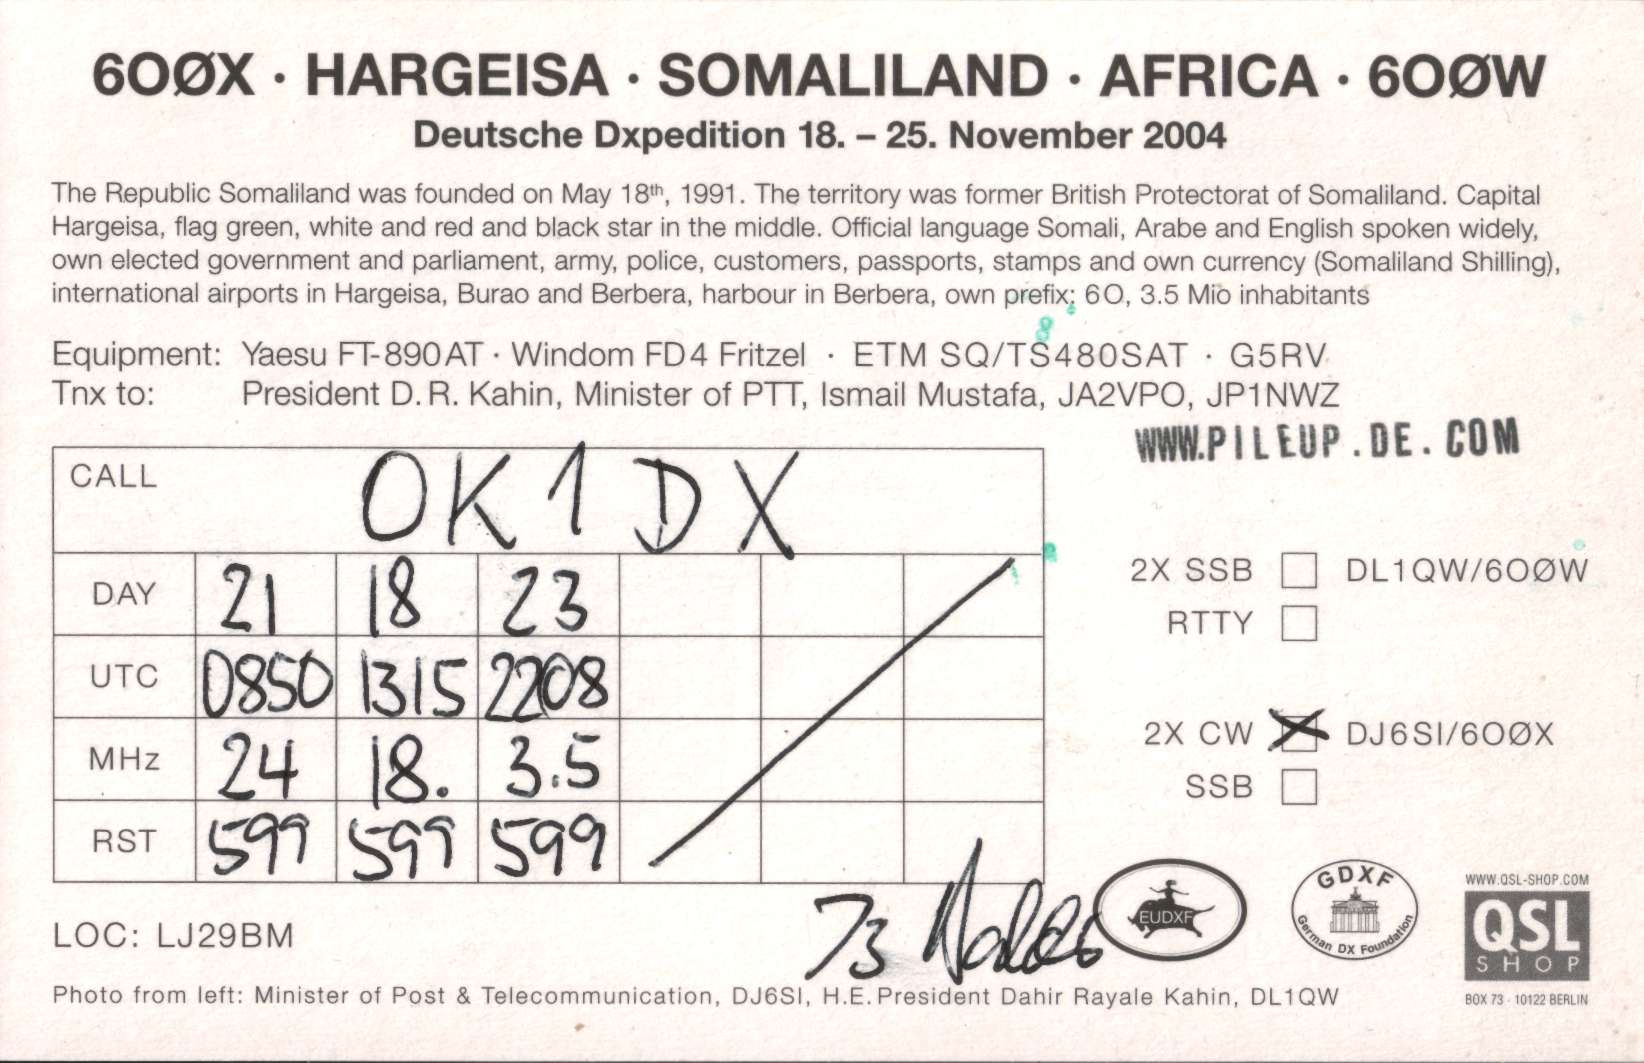 6OØX · HARGEISA · SOMALILAND · AFRICA · 6OØW
Deutsche Dxpedition 18. – 25. November 2004
The Republic Somaliland was founded on May 18th, 1991. The territory was former British Protectorat of Somaliland. Capital
Hargeisa, flag green, white and red and black star in the middle. Official language Somali, Arabe and English spoken widely,
own elected government and parliament, army, police, customers, passports, stamps and own currency (Somaliland Shilling),
international airports in Hargeisa, Burao and Berbera, harbour in Berbera, own prefix: 6O, 3.5 Mio inhabitants
Equipment: Yaesu FT-890AT · Windom FD4 Fritzel · ETM SQ/TS480SAT · G5RV
Tnx to: President D. R. Kahin, Minister of PTT, Ismail Mustafa, JA2VPO, JP1NWZ
WWW.PILEUP.DE.COM
CALL OK1DX
DAY 21 18 23
UTC 0850 1315 2208
MHz 24 18. 3.5
RST 599 599 599
2X SSB DL1QW/6OØW
RTTY
2X CW DJ6SI/6OØX
SSB
73
EUDXF
GDXF
German DX Foundation
WWW.QSL-SHOP.COM
QSL
SHOP
BOX 73 · 10122 BERLIN
LOC: LJ29BM
Photo from left: Minister of Post & Telecommunication, DJ6SI, H.E. President Dahir Rayale Kahin, DL1QW